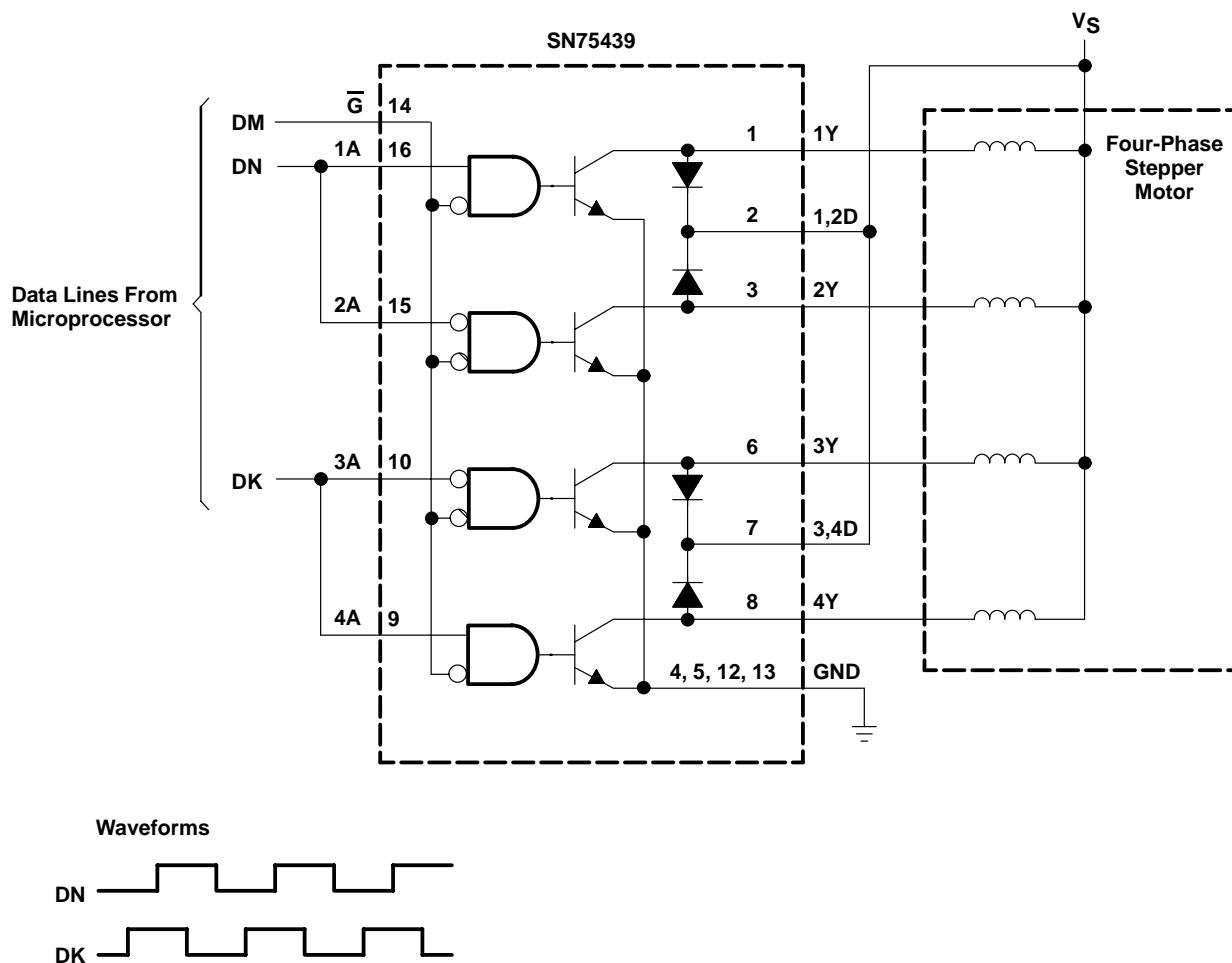 SN75439
VS
G 14
DM
DN
1A 16
1 1Y
Four-Phase
Stepper
Motor
2 1,2D
Data Lines From
Microprocessor
2A 15
3 2Y
DK
3A 10
6 3Y
7 3,4D
4A 9
8 4Y
4, 5, 12, 13 GND
Waveforms
DN
DK